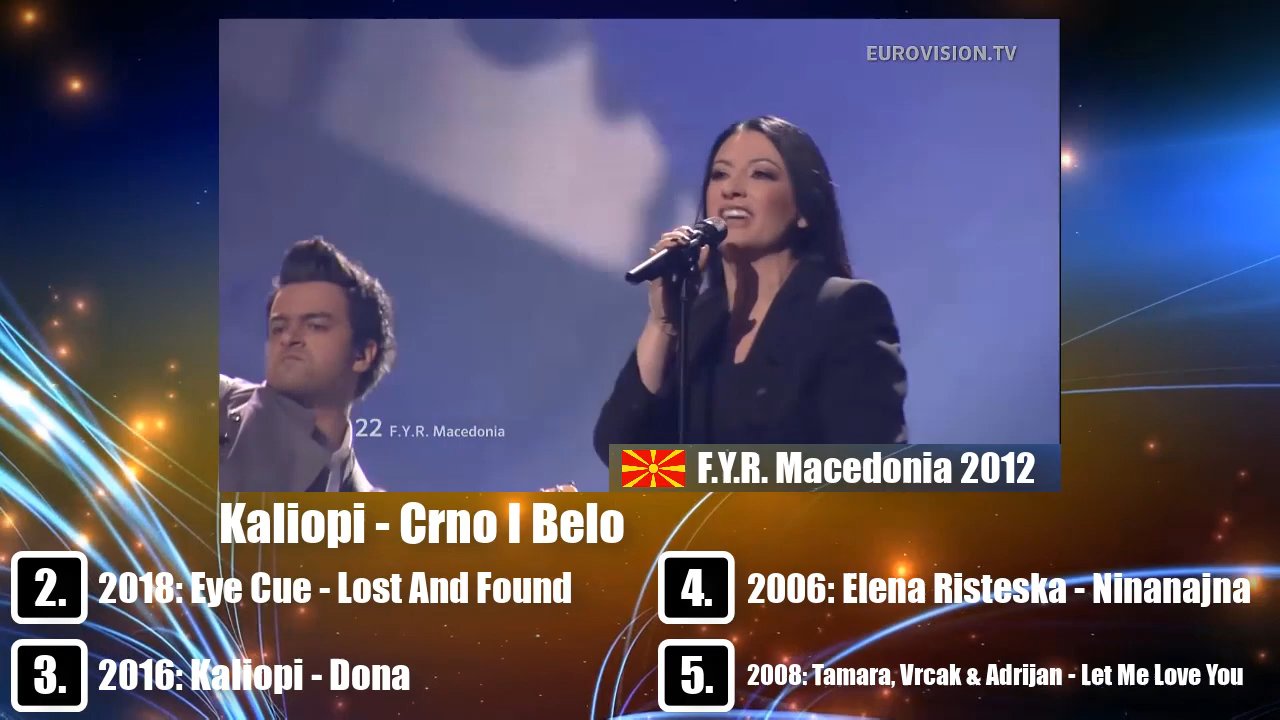 EUROVISION.TV
22 F.Y.R. Macedonia
F.Y.R. Macedonia 2012
Kaliopi - Crno I Belo
2. 2018: Eye Cue - Lost And Found
3. 2016: Kaliopi - Dona
4. 2006: Elena Risteska - Ninanajna
5. 2008: Tamara, Vrcak & Adrijan - Let Me Love You